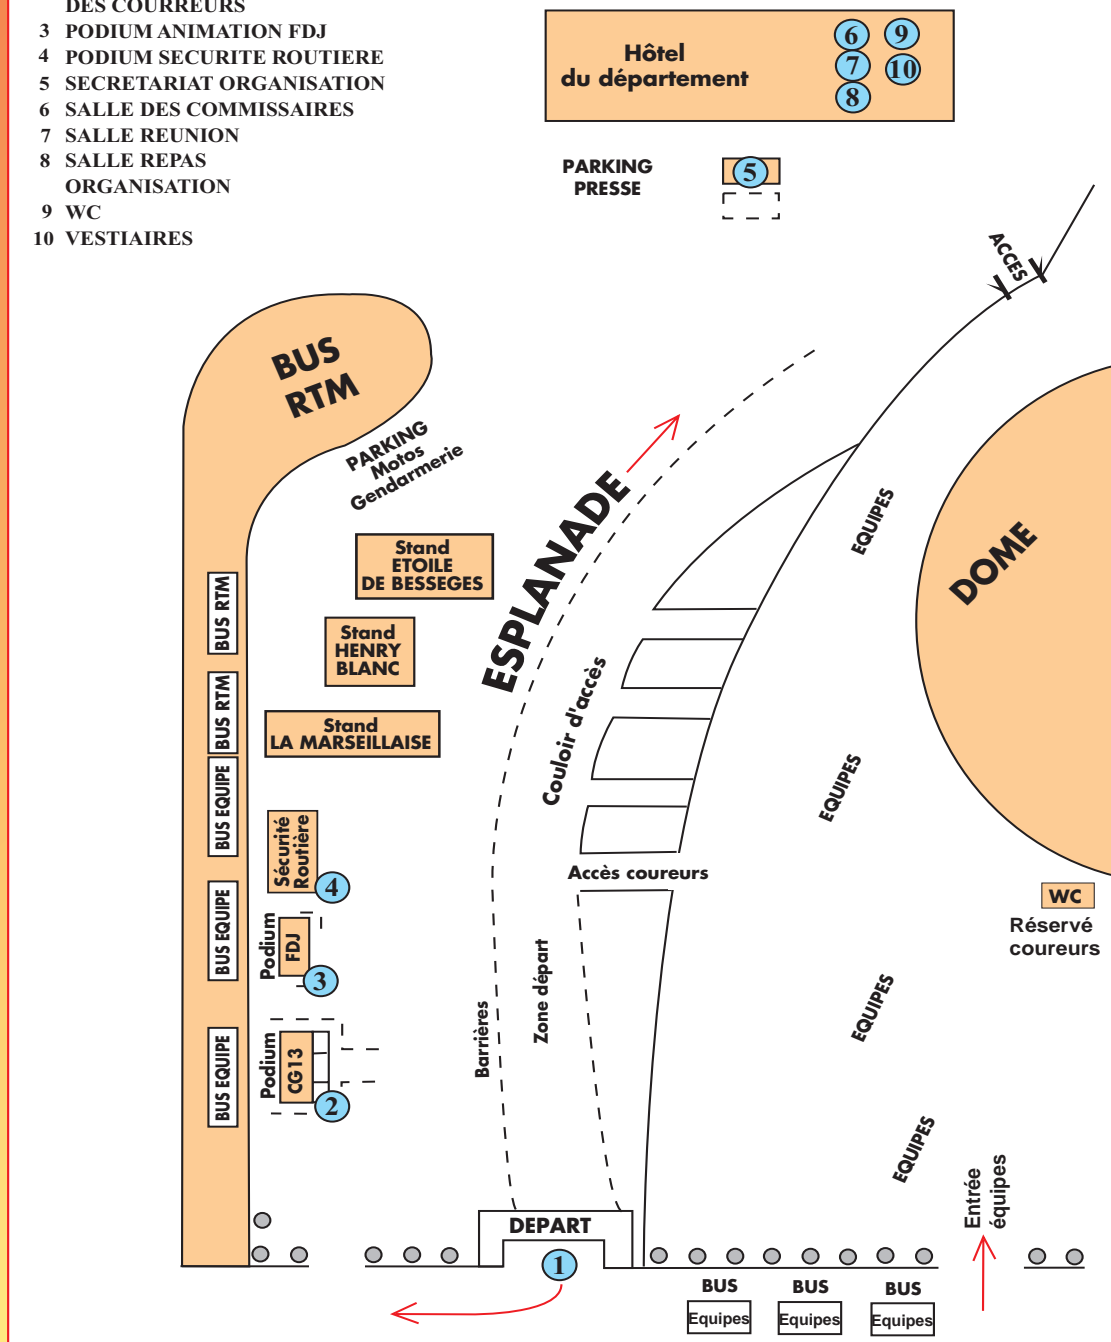 DES COURREURS
3 PODIUM ANIMATION FDJ
4 PODIUM SECURITE ROUTIERE
5 SECRETARIAT ORGANISATION
6 SALLE DES COMMISSAIRES
7 SALLE REUNION
8 SALLE REPAS
ORGANISATION
9 WC
10 VESTIAIRES
Hôtel
du département
6
9
7
10
8
PARKING
PRESSE
5
ACCES
BUS
RTM
PARKING
Motos
Gendarmerie
ESPLANADE
EQUIPES
DOME
Stand
ETOILE
DE BESSEGES
BUS RTM
Stand
HENRY
BLANC
BUS RTM
Stand
LA MARSEILLAISE
Couloir d'accès
EQUIPES
BUS EQUIPE
Sécurité
Routière
4
Accès coureurs
WC
Réservé
coureurs
BUS EQUIPE
Podium
FDJ
3
Zone départ
Barrières
EQUIPES
BUS EQUIPE
Podium
CG13
2
EQUIPES
Entrée
équipes
DEPART
1
BUS
Equipes
BUS
Equipes
BUS
Equipes